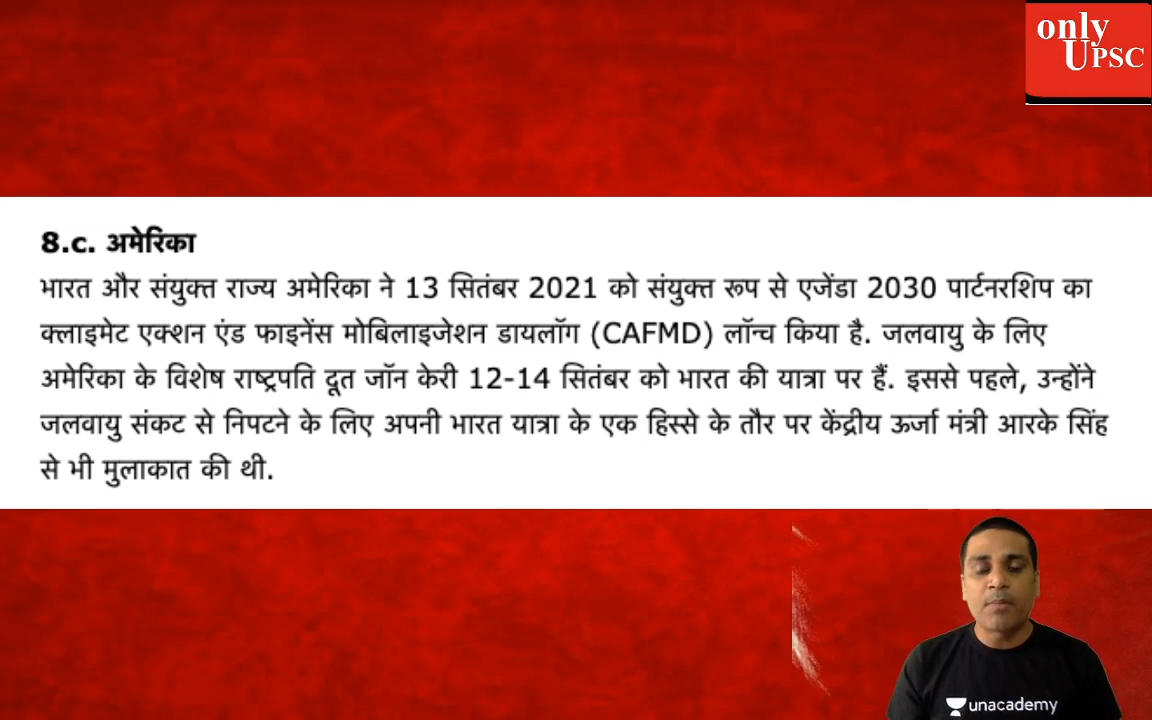 only
UPSC
8.c. अमेरिका
भारत और संयुक्त राज्य अमेरिका ने 13 सितंबर 2021 को संयुक्त रूप से एजेंडा 2030 पार्टनरशिप का
क्लाइमेट एक्शन एंड फाइनेंस मोबिलाइजेशन डायलॉग (CAFMD) लॉन्च किया है. जलवायु के लिए
अमेरिका के विशेष राष्ट्रपति दूत जॉन केरी 12-14 सितंबर को भारत की यात्रा पर हैं. इससे पहले, उन्होंने
जलवायु संकट से निपटने के लिए अपनी भारत यात्रा के एक हिस्से के तौर पर केंद्रीय ऊर्जा मंत्री आरके सिंह
से भी मुलाकात की थी.
unacademy